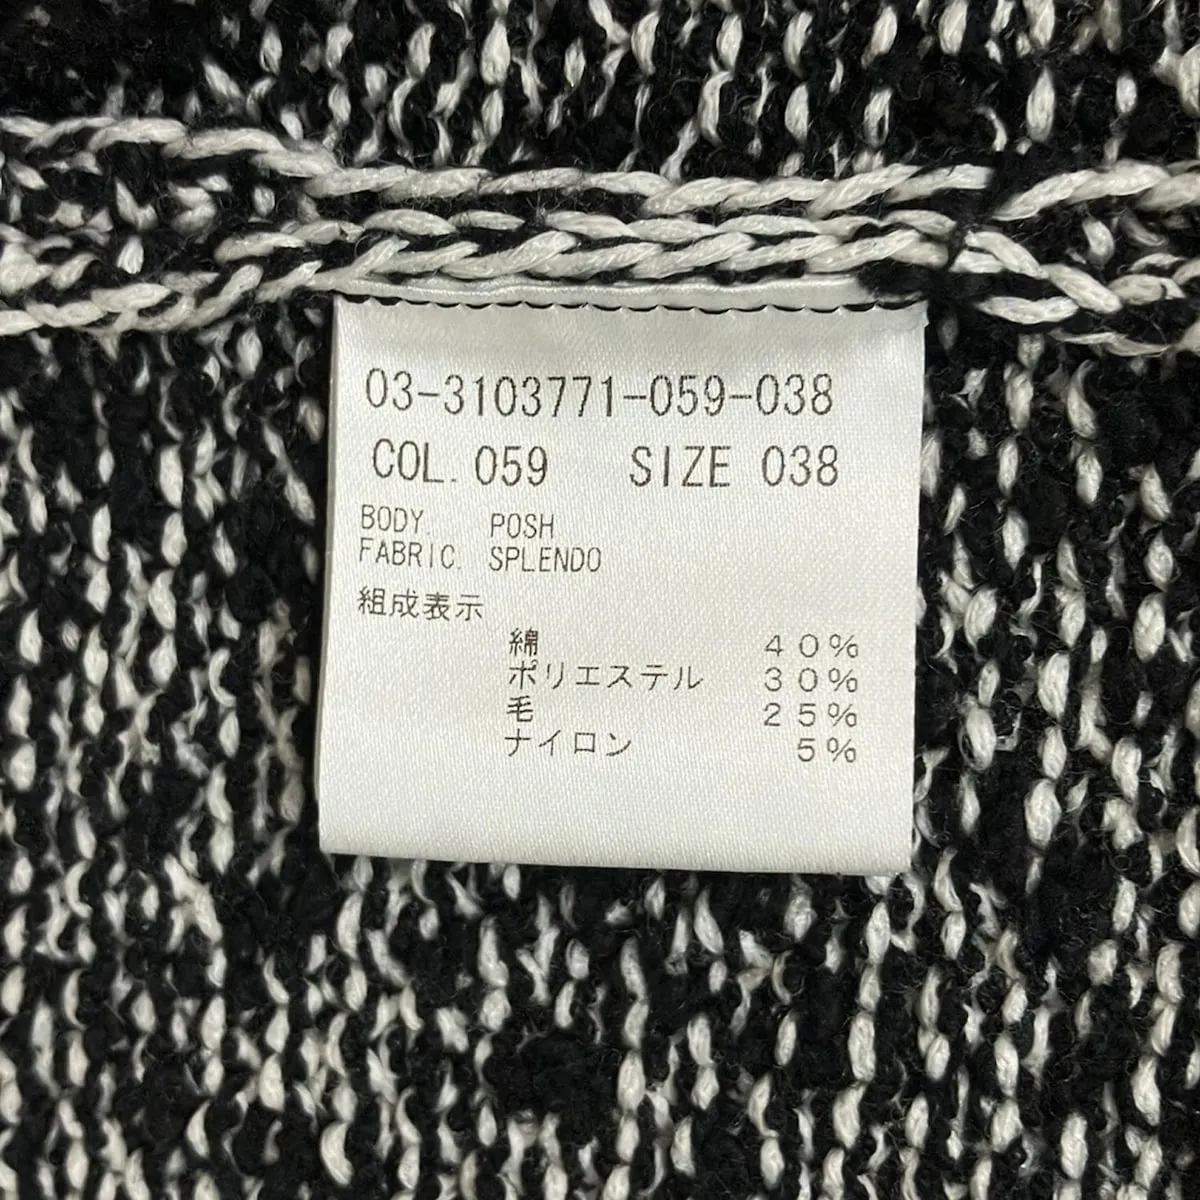 03-3103771-059-038
COL. 059 SIZE 038
BODY. POSH
FABRIC. SPLENDO
組成表示
綿 40%
ポリエステル 30%
毛 25%
ナイロン 5%